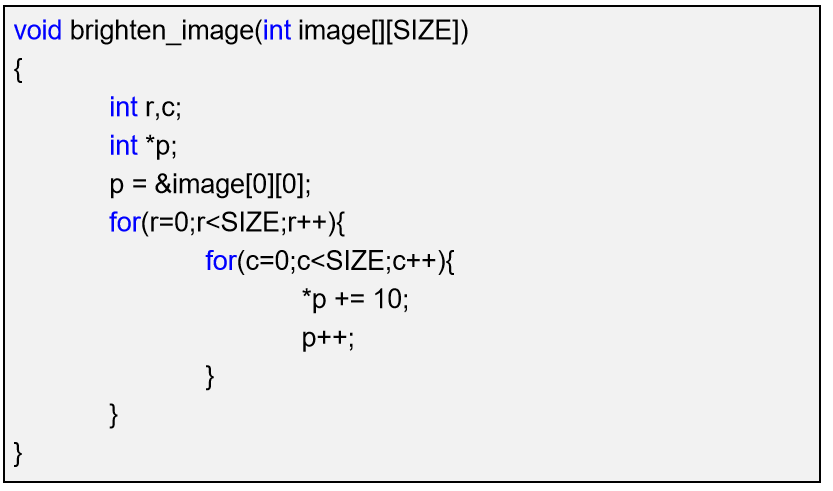 void brighten_image(int image[][SIZE])
{
int r,c;
int *p;
p = &image[0][0];
for(r=0;r<SIZE;r++){
for(c=0;c<SIZE;c++){
*p += 10;
p++;
}
}
}